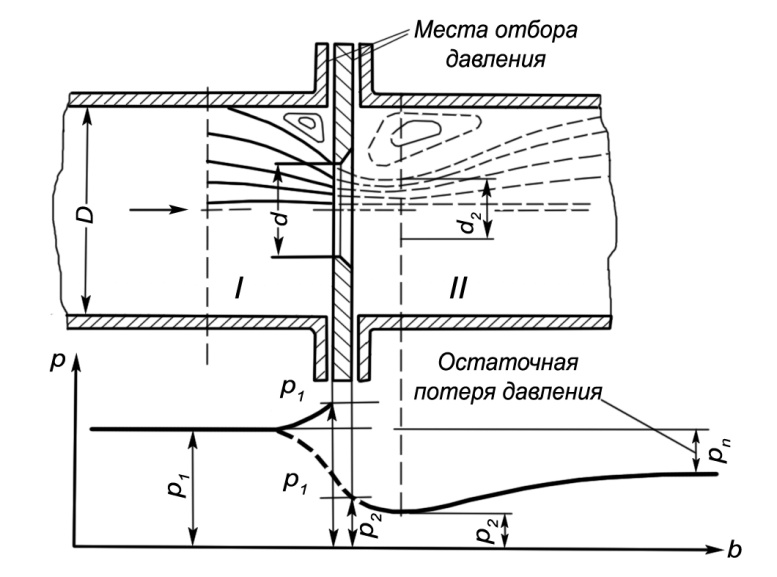 Места отбора
давления
D
d
d₂
I
II
p
Остаточная
потеря давления
p₁
p₁
pп
p₁
p₂
p₂
b